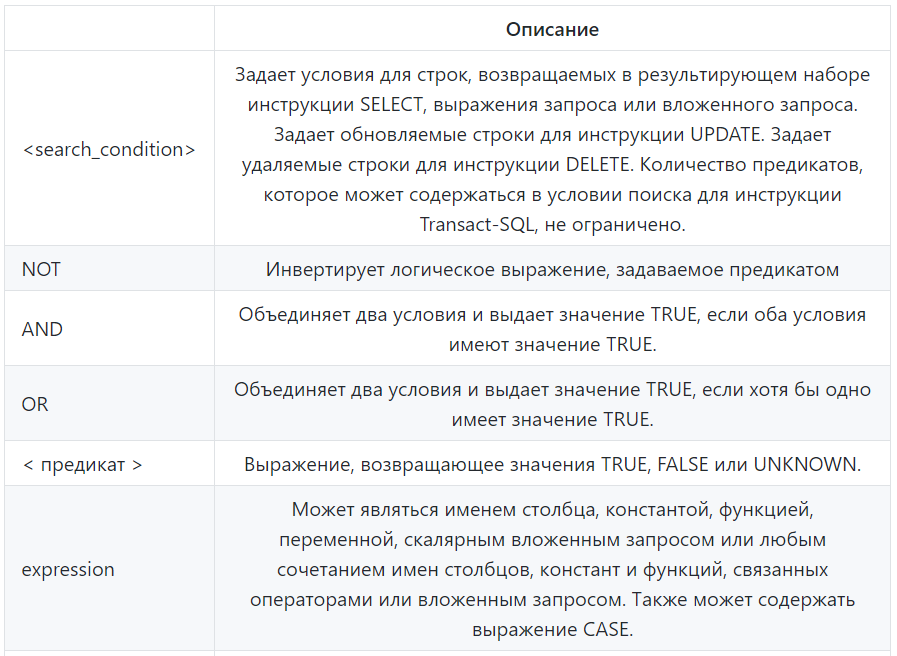 Описание
<search_condition>
Задает условия для строк, возвращаемых в результирующем наборе
инструкции SELECT, выражения запроса или вложенного запроса.
Задает обновляемые строки для инструкции UPDATE. Задает
удаляемые строки для инструкции DELETE. Количество предикатов,
которое может содержаться в условии поиска для инструкции
Transact-SQL, не ограничено.
NOT
Инвертирует логическое выражение, задаваемое предикатом
AND
Объединяет два условия и выдает значение TRUE, если оба условия
имеют значение TRUE.
OR
Объединяет два условия и выдает значение TRUE, если хотя бы одно
имеет значение TRUE.
< предикат >
Выражение, возвращающее значения TRUE, FALSE или UNKNOWN.
expression
Может являться именем столбца, константой, функцией,
переменной, скалярным вложенным запросом или любым
сочетанием имен столбцов, констант и функций, связанных
операторами или вложенным запросом. Также может содержать
выражение CASE.